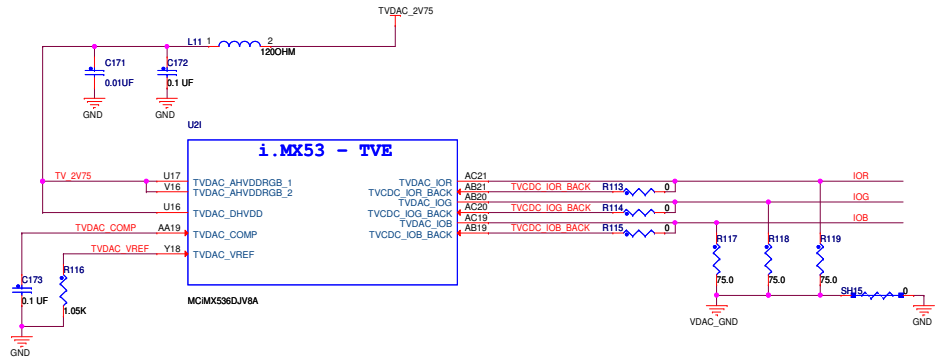 TVDAC_2V75
L11 1 2
120OHM
C171
0.01UF
GND
C172
0.1 UF
GND
U2I
i.MX53 - TVE
TV_2V75
U17 TVDAC_AHVDDRGB_1
V16 TVDAC_AHVDDRGB_2
U16 TVDAC_DHVDD
TVDAC_COMP AA19 TVDAC_COMP
TVDAC_VREF Y18 TVDAC_VREF
TVDAC_IOR AC21 IOR
TVCDC_IOR_BACK AB21 TVCDC_IOR_BACK R113 0
TVDAC_IOG AB20 IOG
TVCDC_IOG_BACK AC20 TVCDC_IOG_BACK R114 0
TVDAC_IOB AC19 IOB
TVCDC_IOB_BACK AB19 TVCDC_IOB_BACK R115 0
C173
0.1 UF
R116
1.05K
GND
MCiMX536DJV8A
R117
75.0
R118
75.0
R119
75.0
SH15 0
VDAC_GND
GND